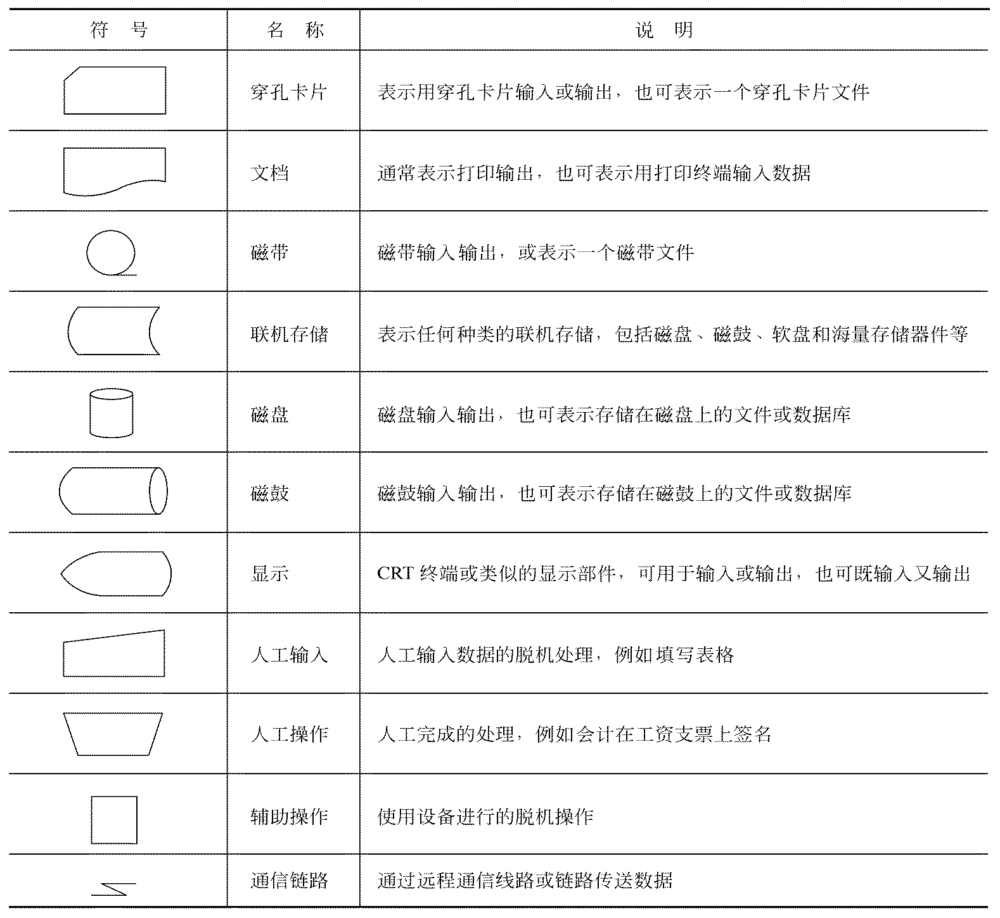 符 号 名 称 说 明
穿孔卡片 表示用穿孔卡片输入或输出，也可表示一个穿孔卡片文件
文档 通常表示打印输出，也可表示用打印终端输入数据
磁带 磁带输入输出，或表示一个磁带文件
联机存储 表示任何种类的联机存储，包括磁盘、磁鼓、软盘和海量存储器件等
磁盘 磁盘输入输出，也可表示存储在磁盘上的文件或数据库
磁鼓 磁鼓输入输出，也可表示存储在磁鼓上的文件或数据库
显示 CRT 终端或类似的显示部件，可用于输入或输出，也可既输入又输出
人工输入 人工输入数据的脱机处理，例如填写表格
人工操作 人工完成的处理，例如会计在工资支票上签名
辅助操作 使用设备进行的脱机操作
通信链路 通过远程通信线路或链路传送数据